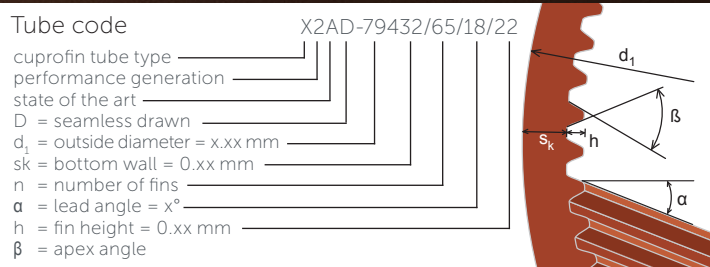 Tube code
X2AD-79432/65/18/22
cuprofin tube type
performance generation
state of the art
D = seamless drawn
d₁ = outside diameter = x.xx mm
sk = bottom wall = 0.xx mm
n = number of fins
α = lead angle = x°
h = fin height = 0.xx mm
β = apex angle
d₁
ß
sₖ
h
α